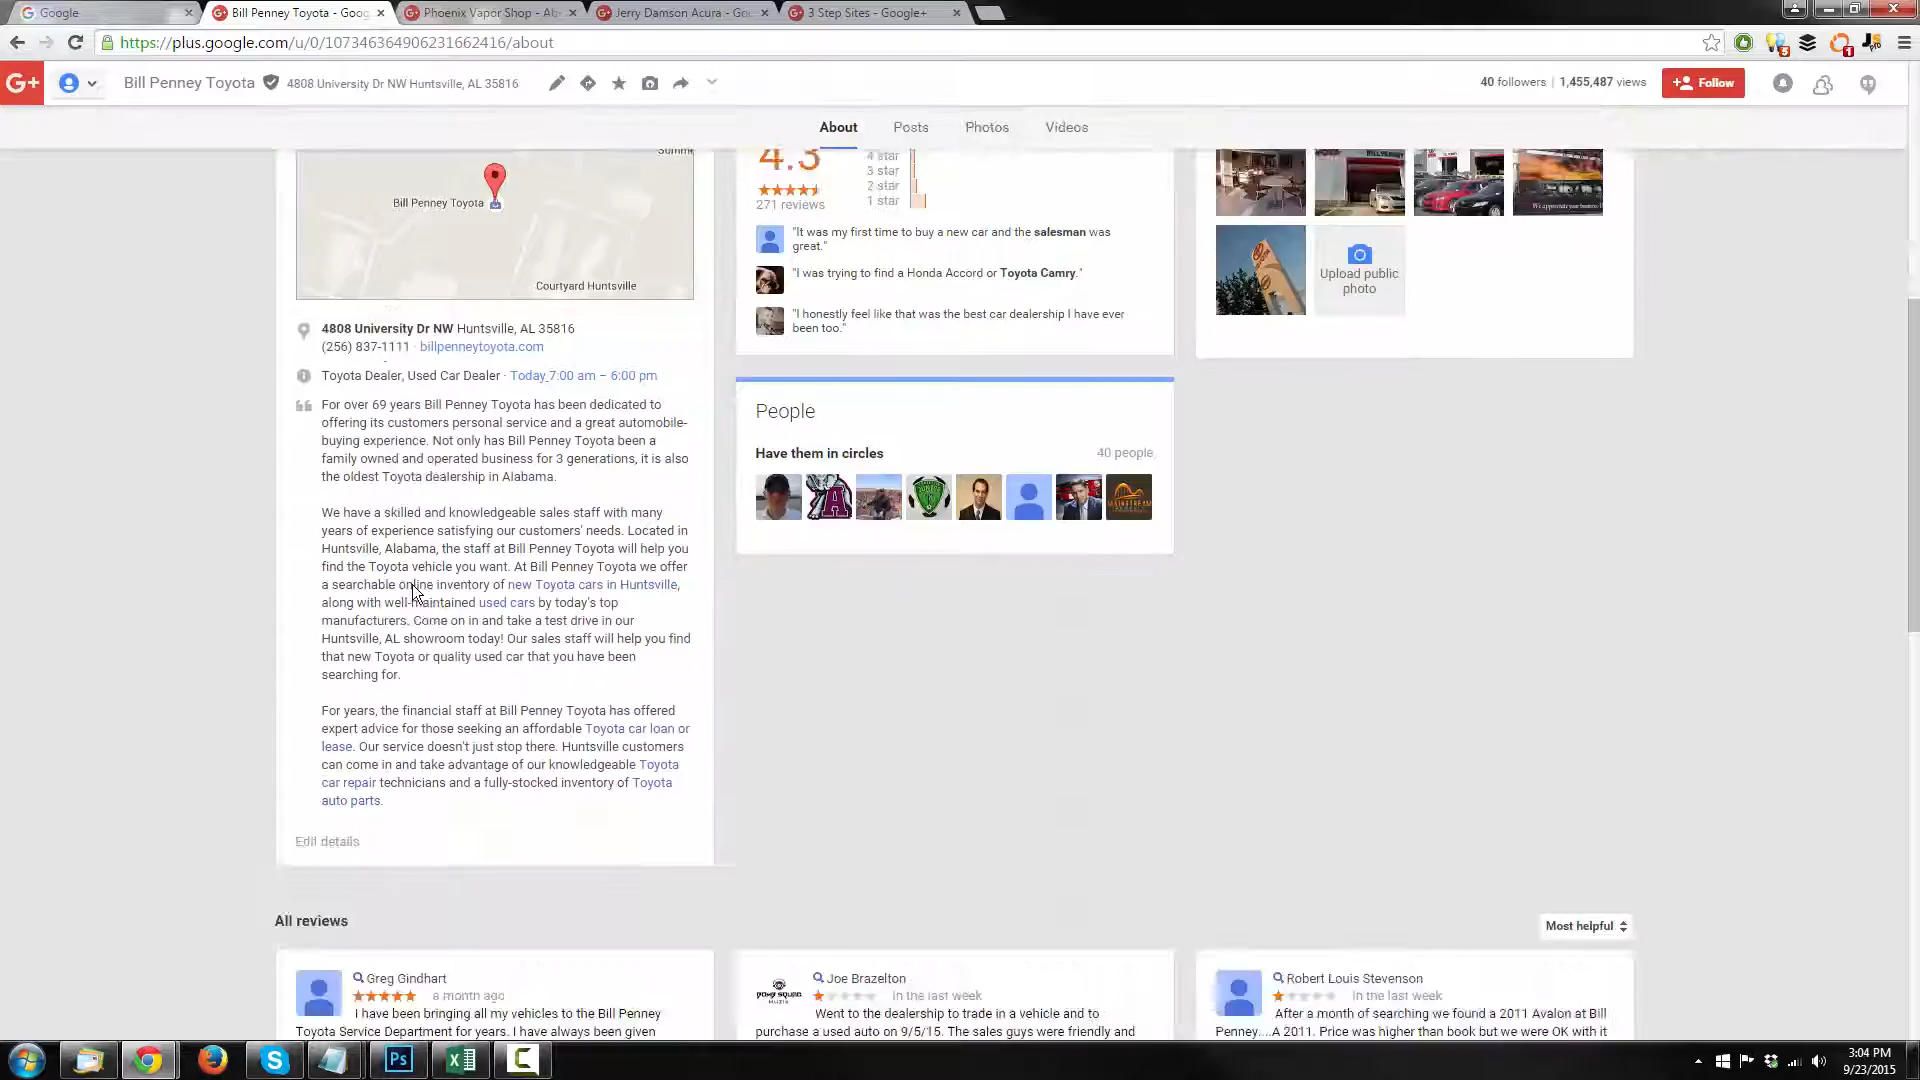 Google
Bill Penney Toyota - Goog
Phoenix Vapor Shop - Ab
Jerry Damson Acura - Go
3 Step Sites - Google+
https://plus.google.com/u/0/107346364906231662416/about
5
1
G+
Bill Penney Toyota
4808 University Dr NW Huntsville, AL 35816
40 followers | 1,455,487 views
Follow
About
Posts
Photos
Videos
Bill Penney Toyota
Courtyard Huntsville
4808 University Dr NW Huntsville, AL 35816
(256) 837-1111 · billpenneytoyota.com
Toyota Dealer, Used Car Dealer · Today 7:00 am – 6:00 pm
For over 69 years Bill Penney Toyota has been dedicated to
offering its customers personal service and a great automobile-
buying experience. Not only has Bill Penney Toyota been a
family owned and operated business for 3 generations, it is also
the oldest Toyota dealership in Alabama.
We have a skilled and knowledgeable sales staff with many
years of experience satisfying our customers' needs. Located in
Huntsville, Alabama, the staff at Bill Penney Toyota will help you
find the Toyota vehicle you want. At Bill Penney Toyota we offer
a searchable online inventory of new Toyota cars in Huntsville,
along with well-maintained used cars by today's top
manufacturers. Come on in and take a test drive in our
Huntsville, AL showroom today! Our sales staff will help you find
that new Toyota or quality used car that you have been
searching for.
For years, the financial staff at Bill Penney Toyota has offered
expert advice for those seeking an affordable Toyota car loan or
lease. Our service doesn't just stop there. Huntsville customers
can come in and take advantage of our knowledgeable Toyota
car repair technicians and a fully-stocked inventory of Toyota
auto parts.
Edit details
4.3
271 reviews
4 star
3 star
2 star
1 star
"It was my first time to buy a new car and the salesman was
great."
"I was trying to find a Honda Accord or Toyota Camry."
"I honestly feel like that was the best car dealership I have ever
been too."
People
Have them in circles
40 people
Upload public
photo
All reviews
Most helpful
Greg Gindhart
a month ago
I have been bringing all my vehicles to the Bill Penney
Toyota Service Department for years. I have always been given
Joe Brazelton
in the last week
Went to the dealership to trade in a vehicle and to
purchase a used auto on 9/5/15. The sales guys were friendly and
Robert Louis Stevenson
in the last week
After a month of searching we found a 2011 Avalon at Bill
Penney....A 2011. Price was higher than book but we were OK with it
3:04 PM
9/23/2015